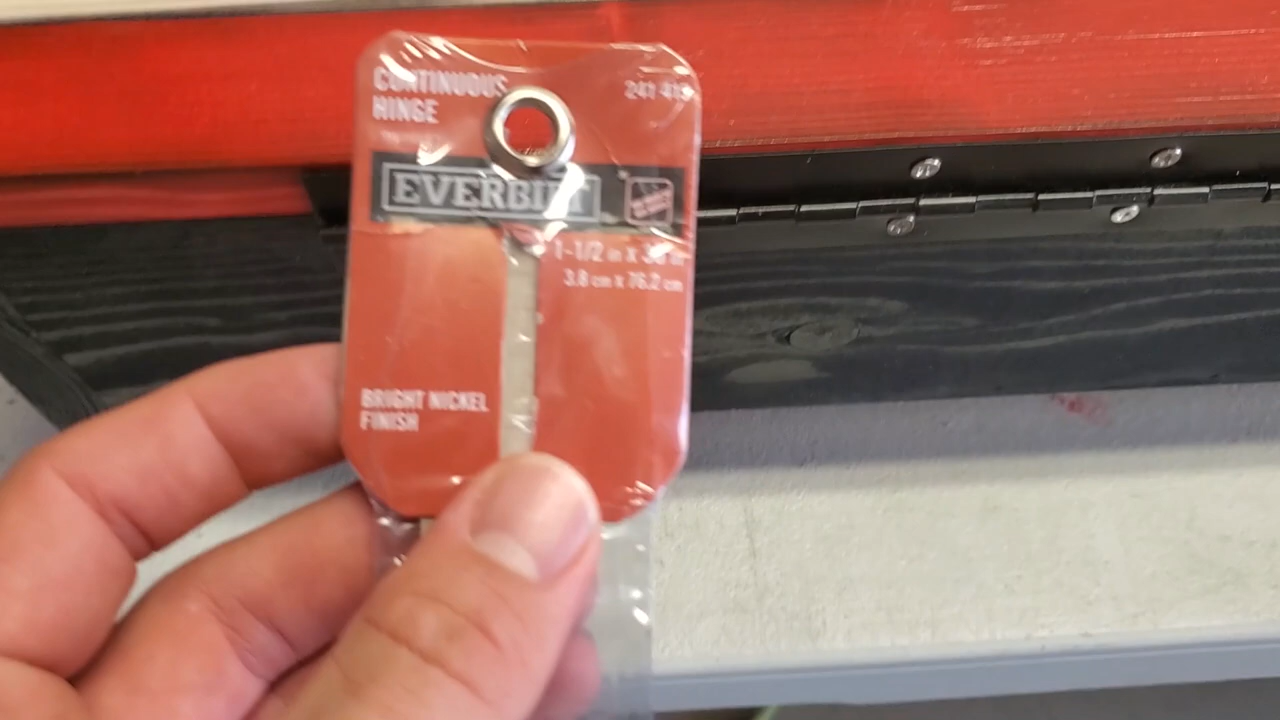 CONTINUOUS
HINGE
EVERBILT
1-1/2 in x 30 in
3.8 cm x 76.2 cm
BRIGHT NICKEL
FINISH